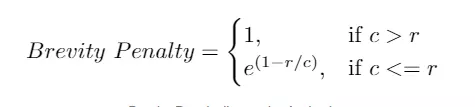 Brevity Penalty = { 1, if c > r
e^(1−r/c), if c <= r